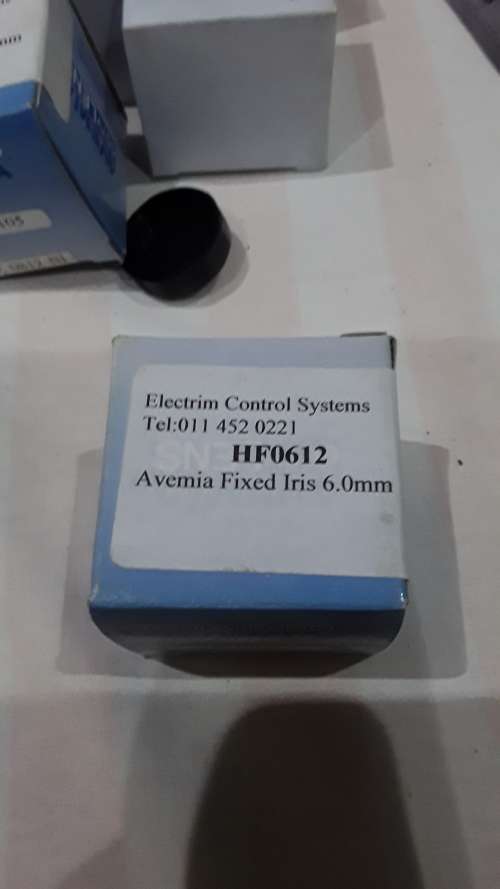 Electrim Control Systems
Tel:011 452 0221
HF0612
Avemia Fixed Iris 6.0mm